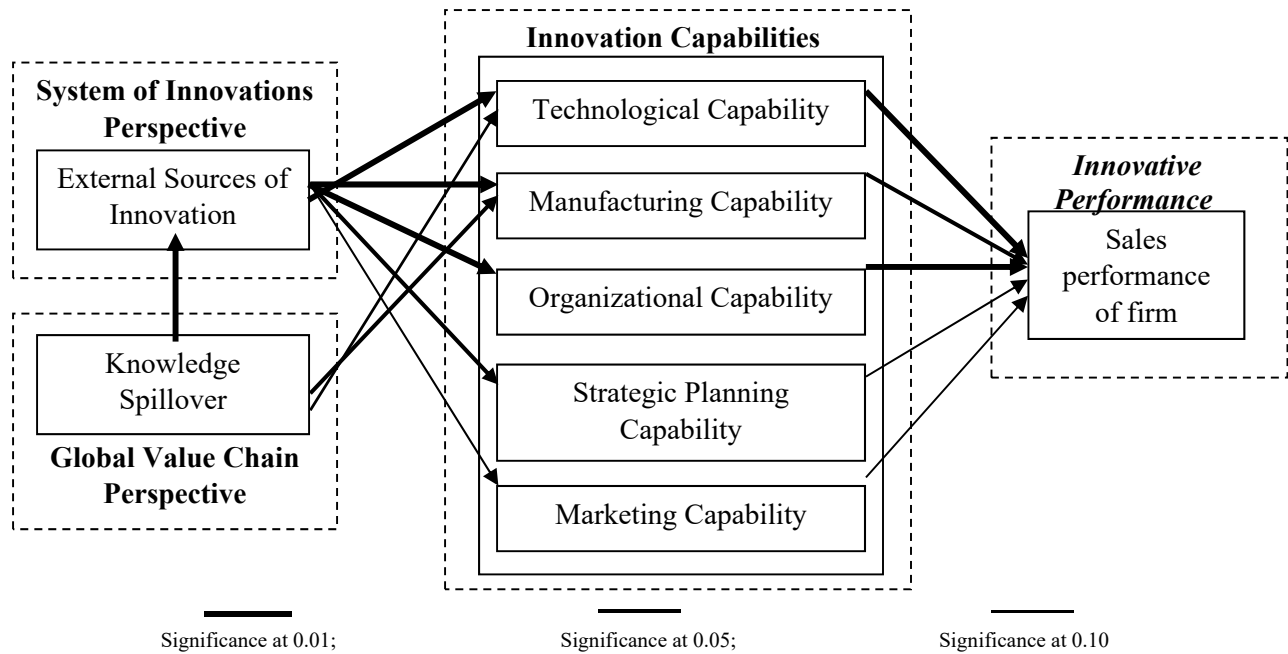 System of Innovations
Perspective
External Sources of
Innovation
Knowledge
Spillover
Global Value Chain
Perspective
Innovation Capabilities
Technological Capability
Manufacturing Capability
Organizational Capability
Strategic Planning
Capability
Marketing Capability
Innovative
Performance
Sales
performance
of firm
Significance at 0.01;
Significance at 0.05;
Significance at 0.10